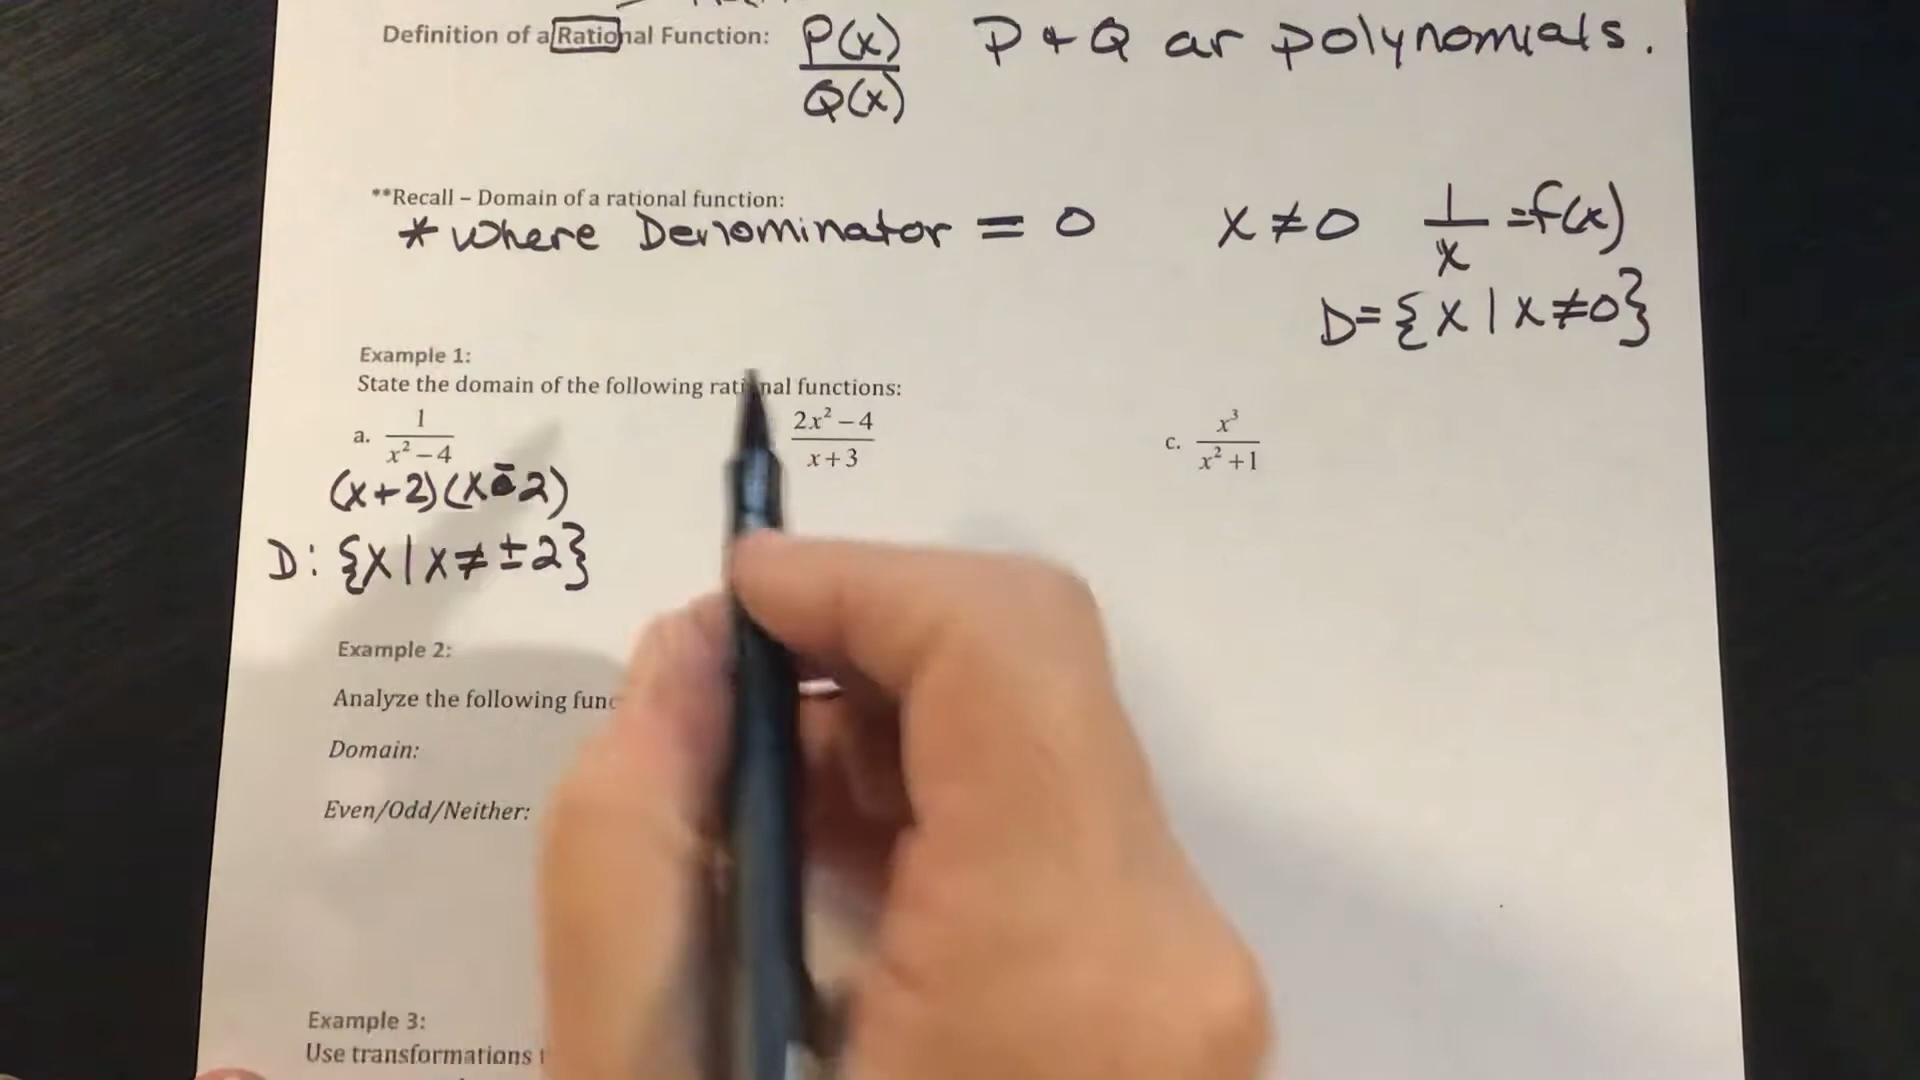 Definition of a Rational Function: P(x)/Q(x) P + Q ar polynomials.
**Recall – Domain of a rational function:
* where Denominator = 0 x ≠ 0 1/x = f(x)
D = {x | x ≠ 0}
Example 1:
State the domain of the following rational functions:
a. 1/(x² – 4) (2x² – 4)/(x + 3) c. x³/(x² + 1)
(x+2)(x-2)
D: {x | x ≠ ±2}
Example 2:
Analyze the following
Domain:
Even/Odd/Neither:
Example 3:
Use transformations